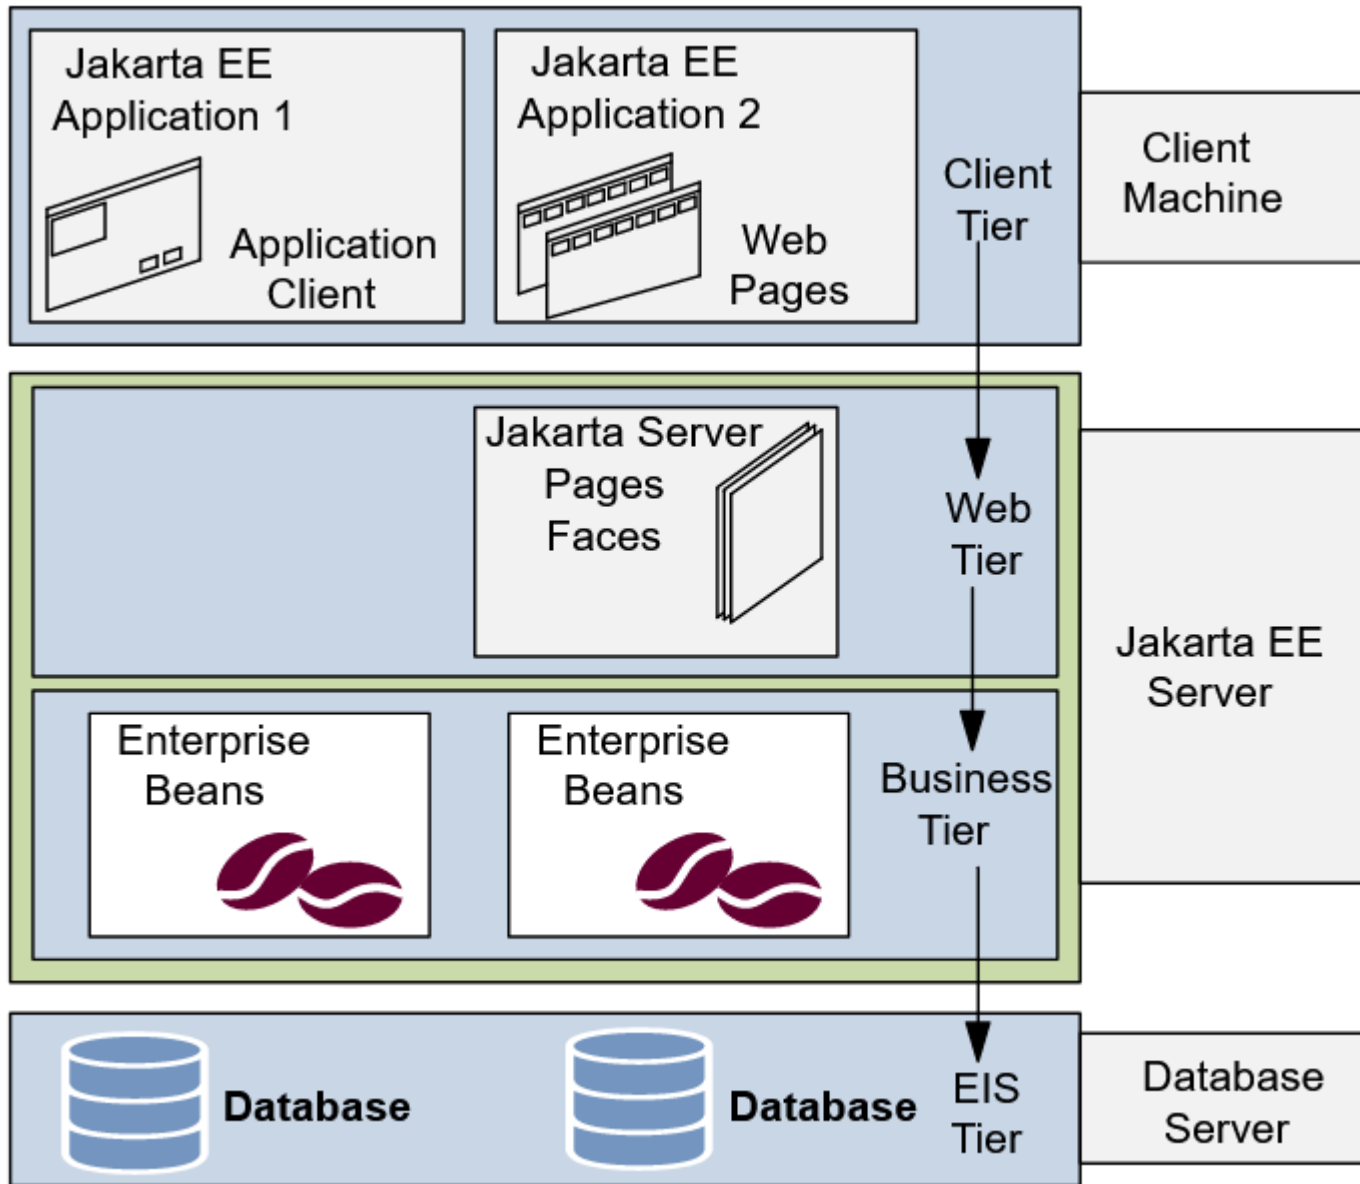 Jakarta EE
Application 1
Application
Client
Jakarta EE
Application 2
Web
Pages
Client
Tier
Client
Machine
Jakarta Server
Pages
Faces
Web
Tier
Jakarta EE
Server
Enterprise
Beans
Enterprise
Beans
Business
Tier
Database
Database
EIS
Tier
Database
Server